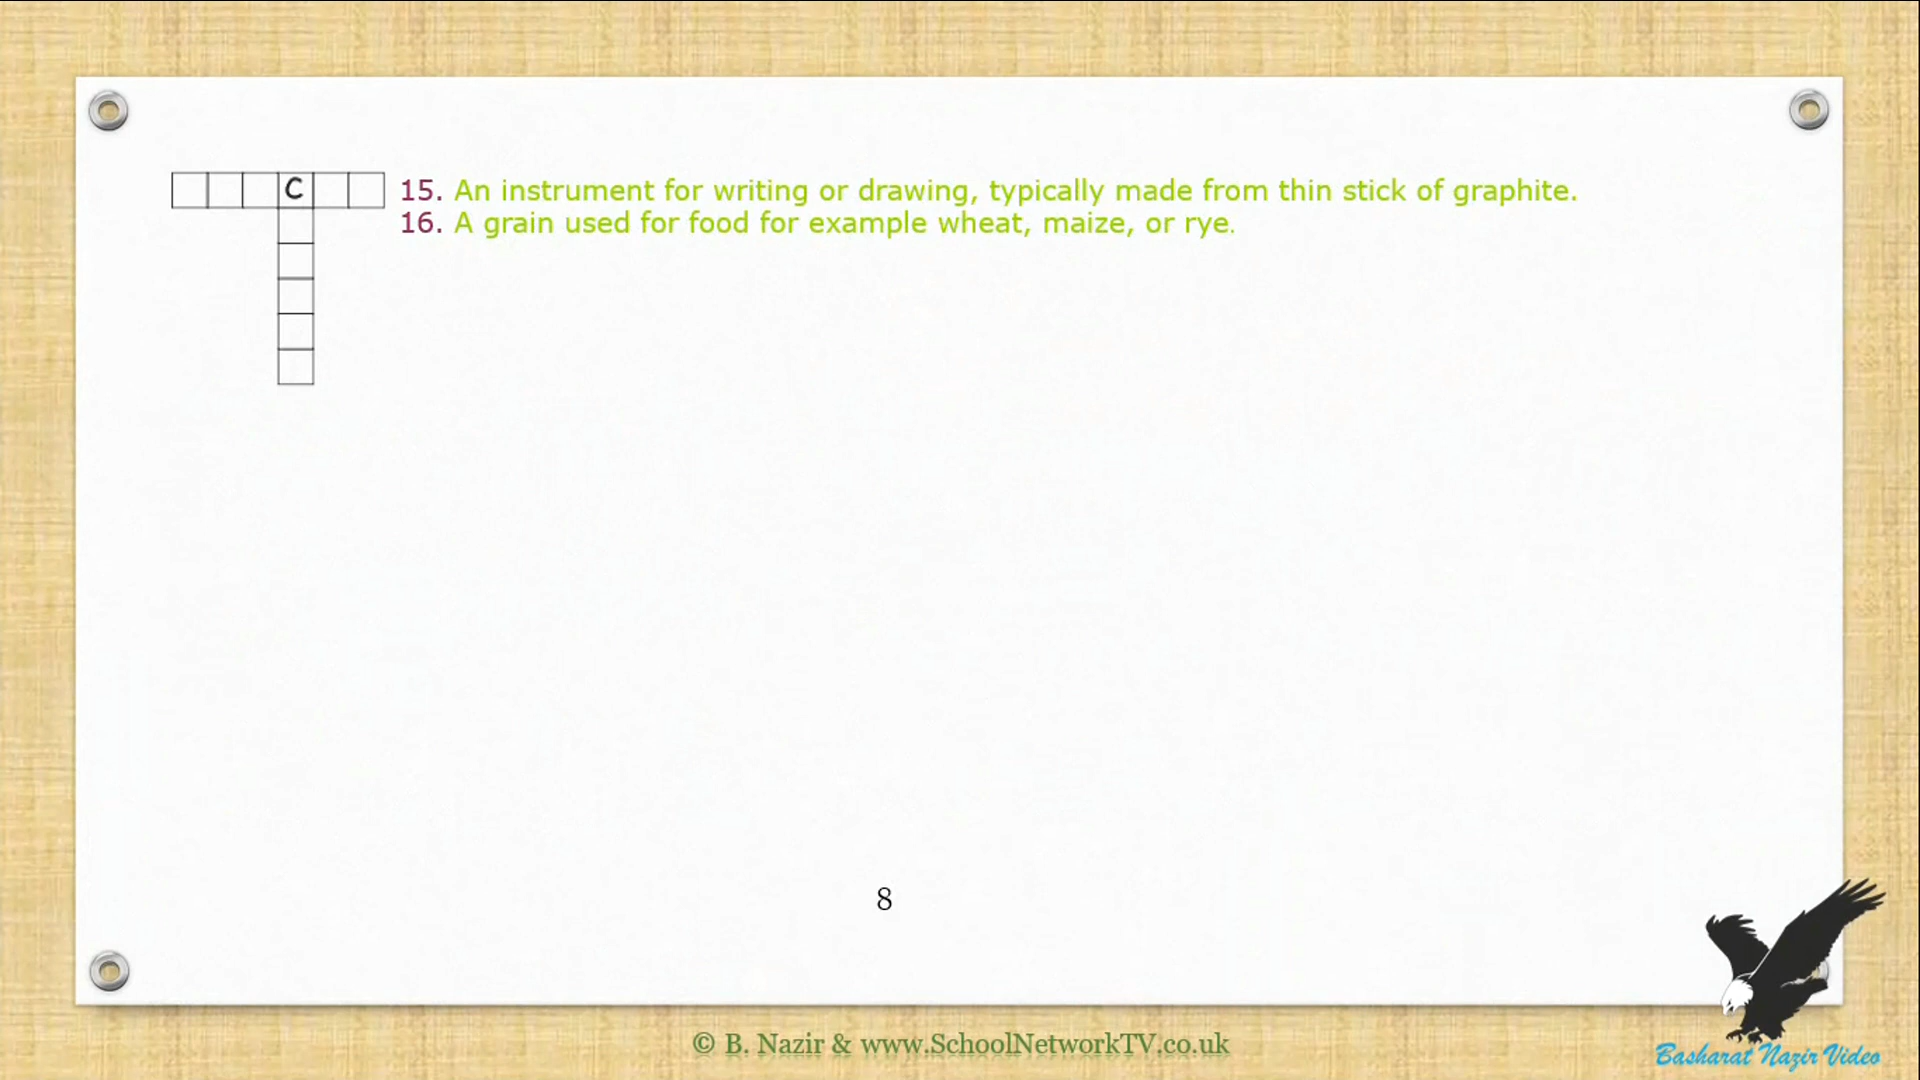 C
15. An instrument for writing or drawing, typically made from thin stick of graphite.
16. A grain used for food for example wheat, maize, or rye.
8
© B. Nazir & www.SchoolNetworkTV.co.uk
Basharat Nazir Video